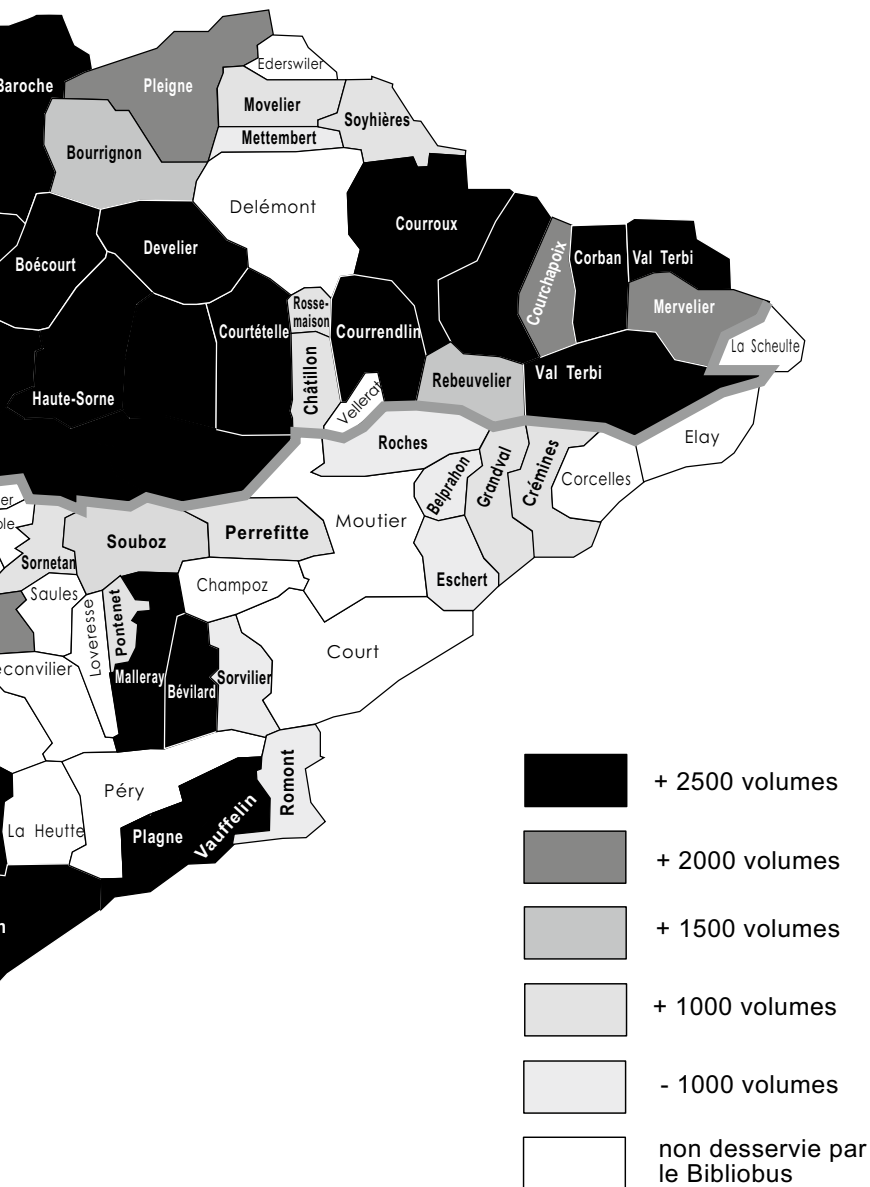 Baroche
Pleigne
Ederswiler
Movelier
Soyhières
Mettembert
Bourrignon
Delémont
Courroux
Boécourt
Develier
Courchapoix
Corban
Val Terbi
Mervelier
Rosse-
maison
Courtételle
Courrendlin
La Scheulte
Châtillon
Rebeuvelier
Val Terbi
Haute-Sorne
Vellerat
Roches
Elay
Belprahon
Grandval
Crémines
Corcelles
Moutier
Perrefitte
Souboz
Sornetan
Eschert
Champoz
Saules
Loveresse
Pontenet
Court
Malleray
Bévilard
Sorvilier
Péry
Romont
La Heutte
Plagne
Vauffelin
+ 2500 volumes
+ 2000 volumes
+ 1500 volumes
+ 1000 volumes
- 1000 volumes
non desservie par
le Bibliobus